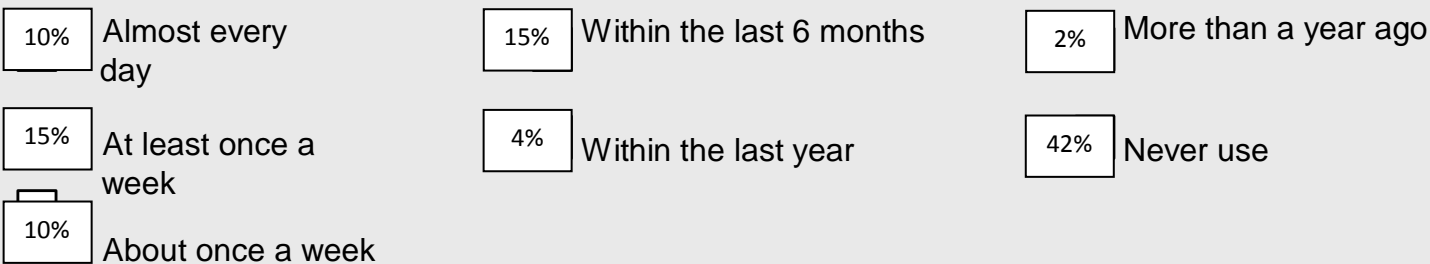 10% Almost every
day
15% At least once a
week
10% About once a week
15% Within the last 6 months
4% Within the last year
2% More than a year ago
42% Never use